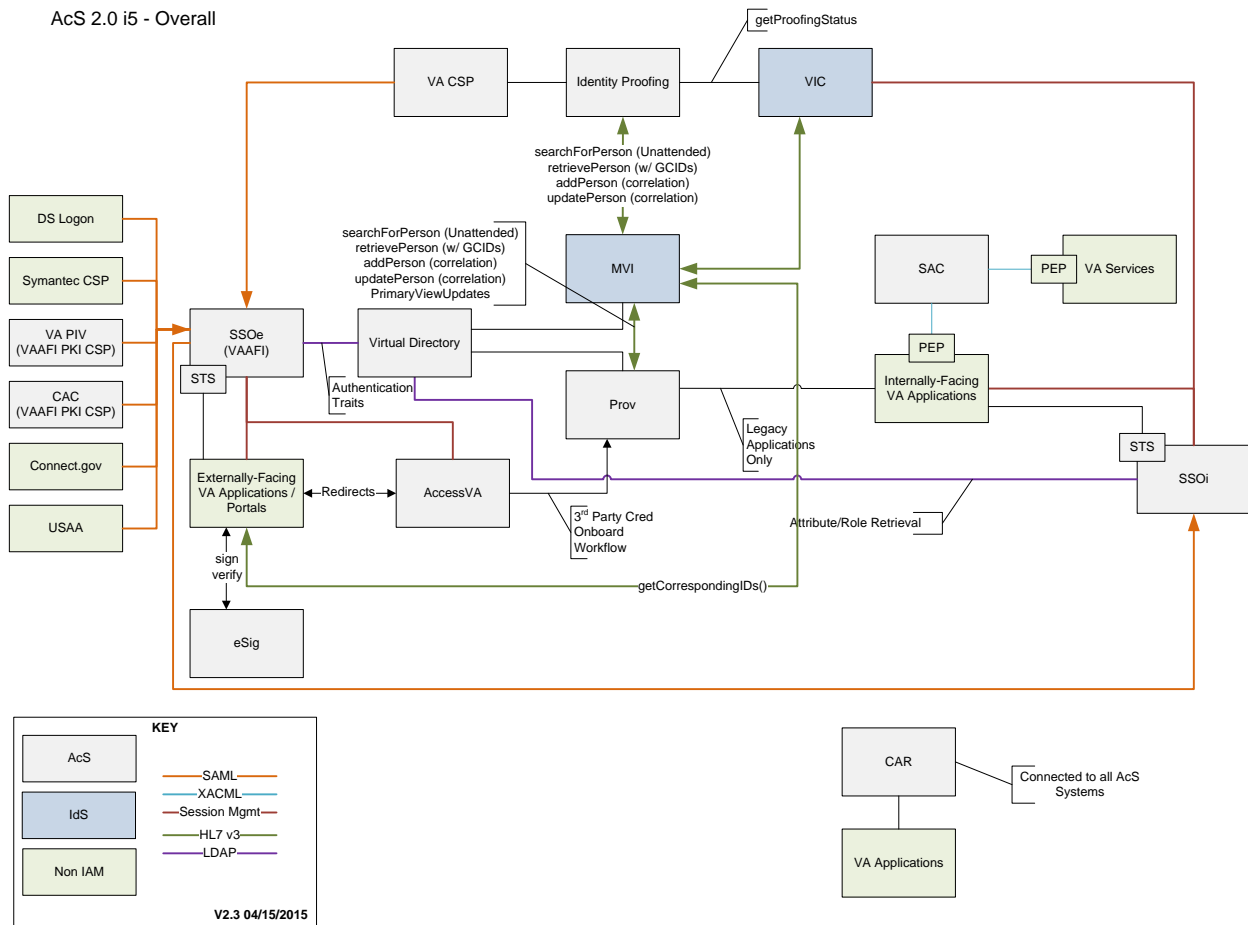 AcS 2.0 i5 - Overall
getProofingStatus
VA CSP
Identity Proofing
VIC
searchForPerson (Unattended)
retrievePerson (w/ GCIDs)
addPerson (correlation)
updatePerson (correlation)
DS Logon
Symantec CSP
VA PIV
(VAAFI PKI CSP)
CAC
(VAAFI PKI CSP)
Connect.gov
USAA
searchForPerson (Unattended)
retrievePerson (w/ GCIDs)
addPerson (correlation)
updatePerson (correlation)
PrimaryViewUpdates
MVI
SAC
PEP
VA Services
SSOe
(VAAFI)
STS
Virtual Directory
Authentication
Traits
Prov
PEP
Internally-Facing
VA Applications
Legacy
Applications
Only
STS
SSOi
Externally-Facing
VA Applications /
Portals
Redirects
AccessVA
3rd Party Cred
Onboard
Workflow
Attribute/Role Retrieval
sign
verify
getCorrespondingIDs()
eSig
KEY
AcS
IdS
Non IAM
SAML
XACML
Session Mgmt
HL7 v3
LDAP
V2.3 04/15/2015
CAR
Connected to all AcS
Systems
VA Applications